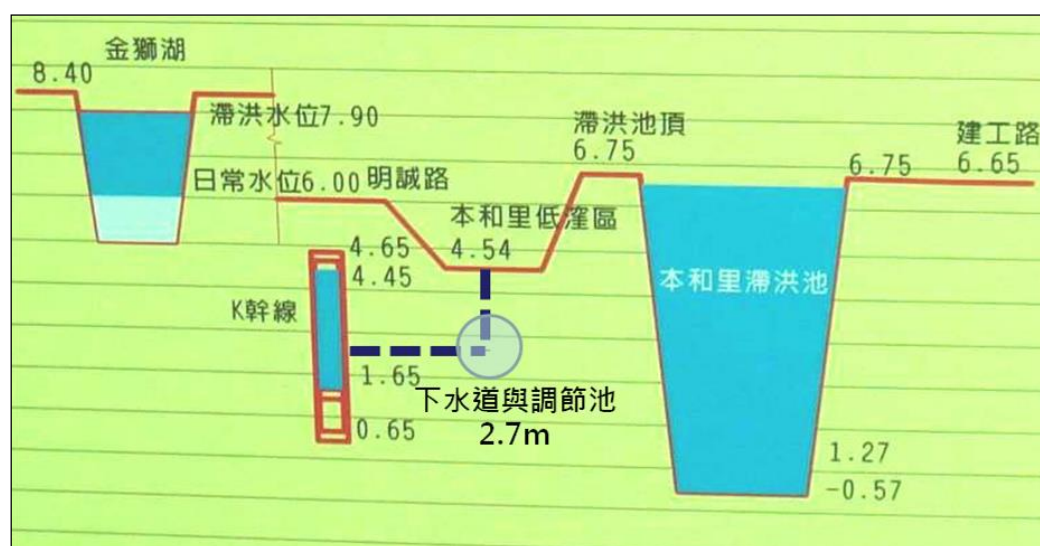 金獅湖
8.40
滯洪水位7.90
日常水位6.00
明誠路
滯洪池頂
6.75
建工路
6.75
6.65
本和里低窪區
4.54
4.65
4.45
K幹線
本和里滯洪池
1.65
0.65
下水道與調節池
2.7m
1.27
-0.57